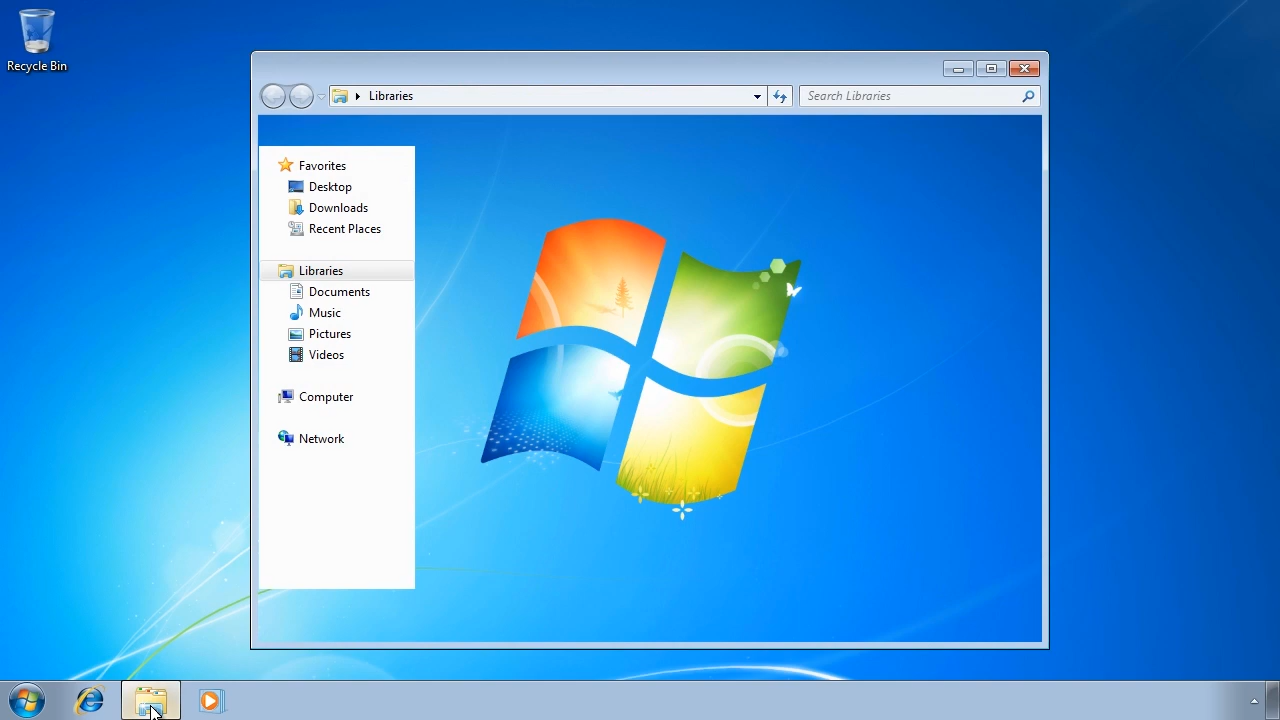 Recycle Bin
Libraries
Search Libraries
Favorites
Desktop
Downloads
Recent Places
Libraries
Documents
Music
Pictures
Videos
Computer
Network